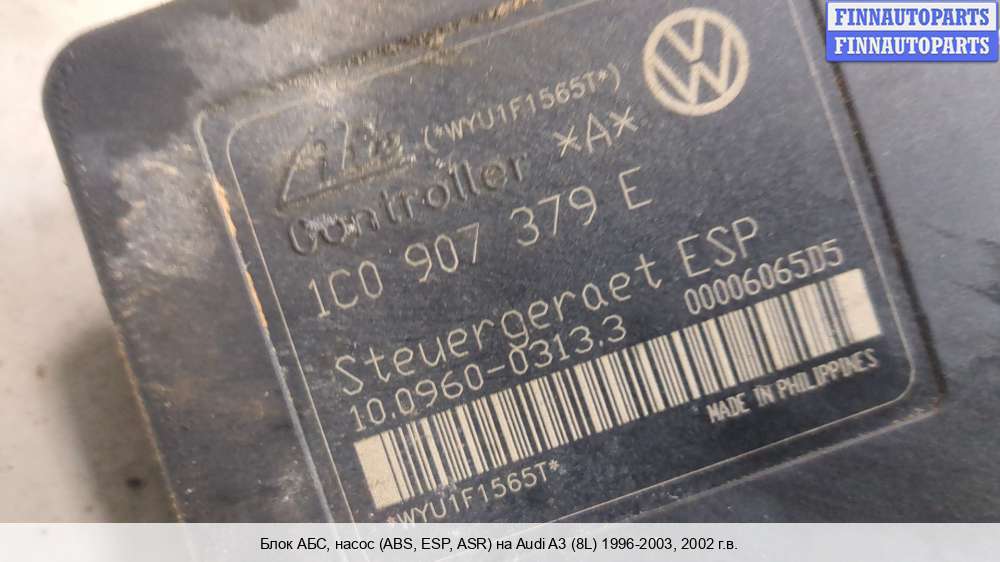 FINNAUTOPARTS
FINNAUTOPARTS
Ate (*WYU1F1565T*)
Controller *A*
1C0 907 379 E
Steuergeraet ESP
10.0960-0313.3 00006065D5
MADE IN PHILIPPINES
*WYU1F1565T*
Блок АБС, насос (ABS, ESP, ASR) на Audi A3 (8L) 1996-2003, 2002 г.в.